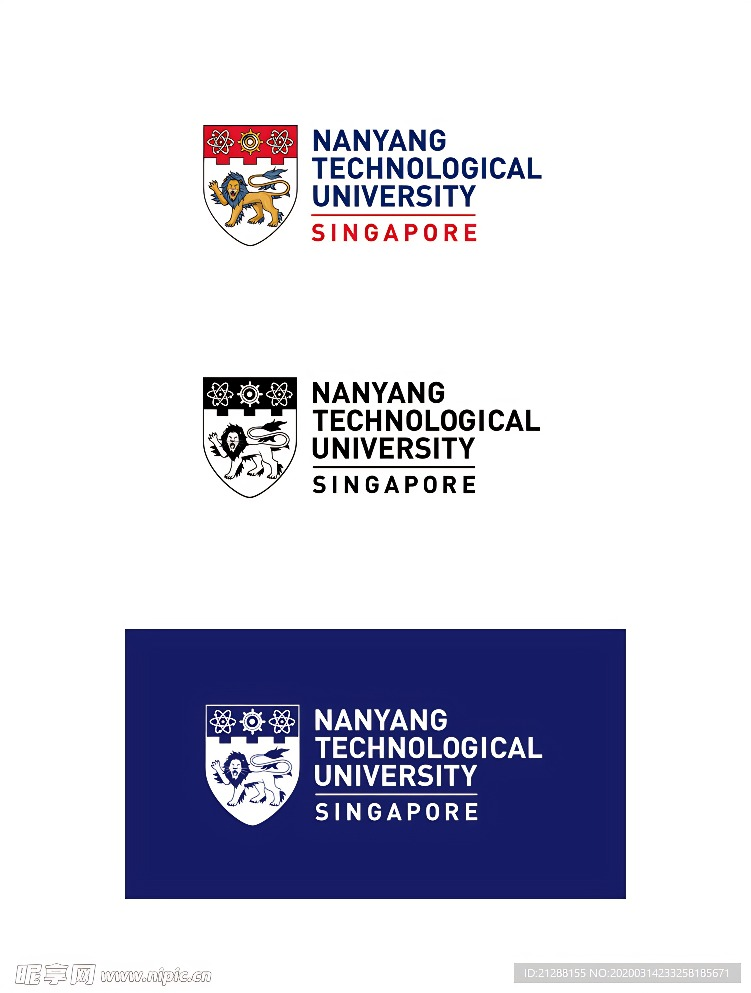 NANYANG
TECHNOLOGICAL
UNIVERSITY
SINGAPORE
NANYANG
TECHNOLOGICAL
UNIVERSITY
SINGAPORE
NANYANG
TECHNOLOGICAL
UNIVERSITY
SINGAPORE
昵享网 www.nipic.cn
ID:21288155 NO:20200314233258185671